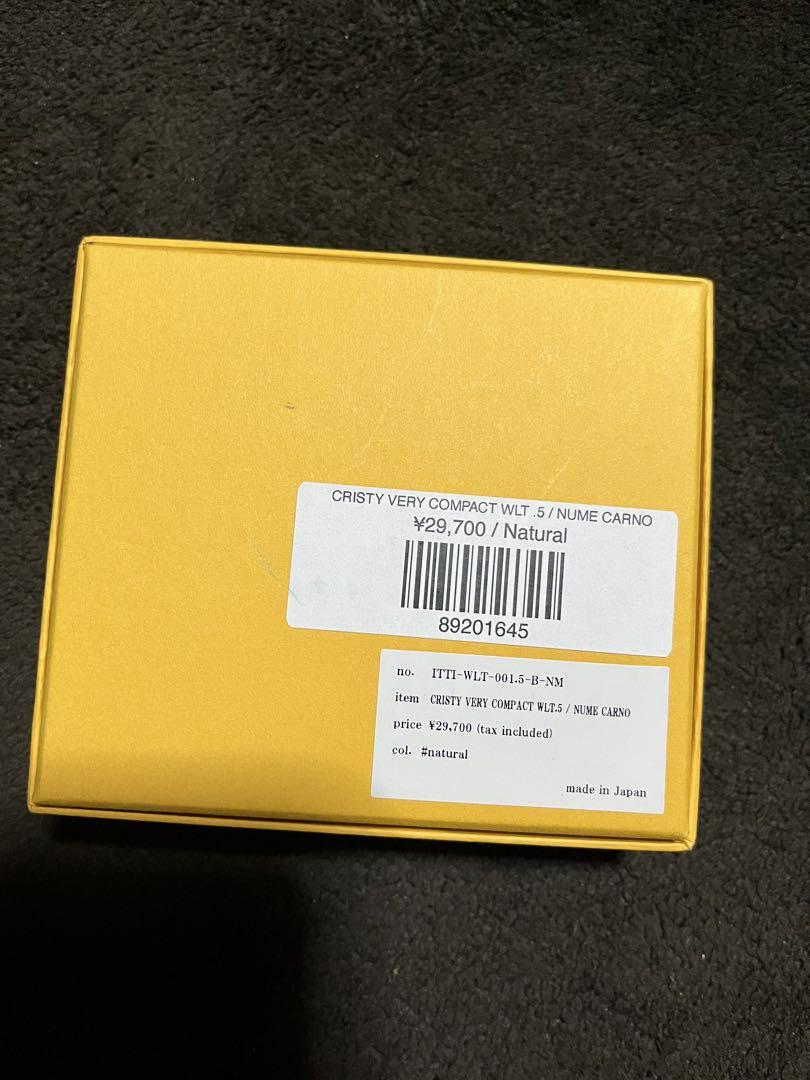 CRISTY VERY COMPACT WLT .5 / NUME CARNO
¥29,700 / Natural
89201645
no. ITTI-WLT-001.5-B-NM
item CRISTY VERY COMPACT WLT.5 / NUME CARNO
price ¥29,700 (tax included)
col. #natural
made in Japan